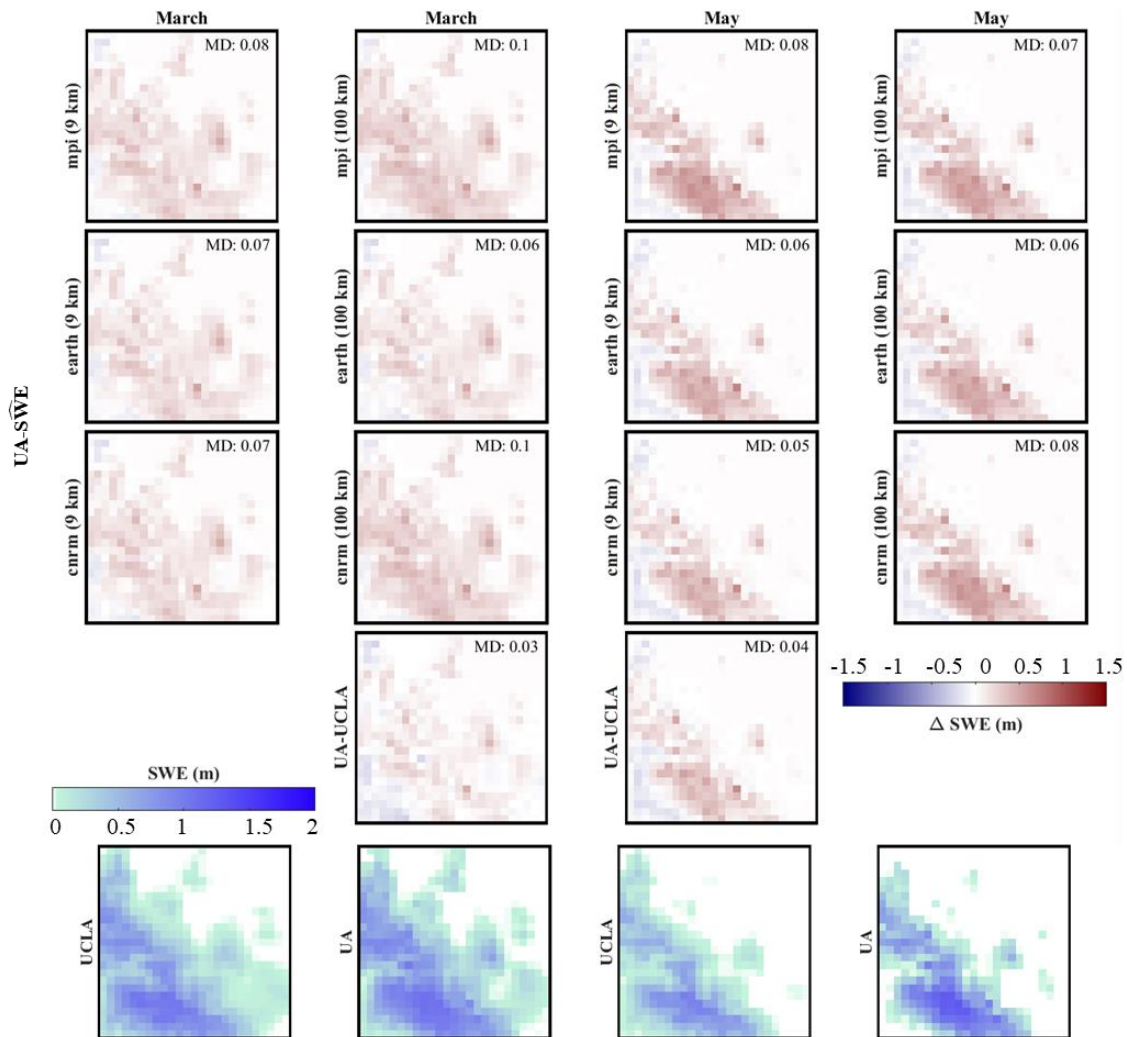 March March May May
MD: 0.08 MD: 0.1 MD: 0.08 MD: 0.07
mpi (9 km) mpi (100 km) mpi (9 km) mpi (100 km)
MD: 0.07 MD: 0.06 MD: 0.06 MD: 0.06
earth (9 km) earth (100 km) earth (9 km) earth (100 km)
UA-SWE
MD: 0.07 MD: 0.1 MD: 0.05 MD: 0.08
cnrm (9 km) cnrm (100 km) cnrm (9 km) cnrm (100 km)
MD: 0.03 MD: 0.04
UA-UCLA UA-UCLA
-1.5 -1 -0.5 0 0.5 1 1.5
△ SWE (m)
SWE (m)
0 0.5 1 1.5 2
UCLA UA UCLA UA